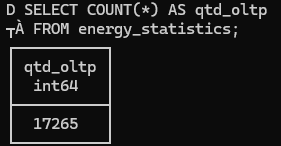 D SELECT COUNT(*) AS qtd_oltp
┬À FROM energy_statistics;
qtd_oltp
int64
17265